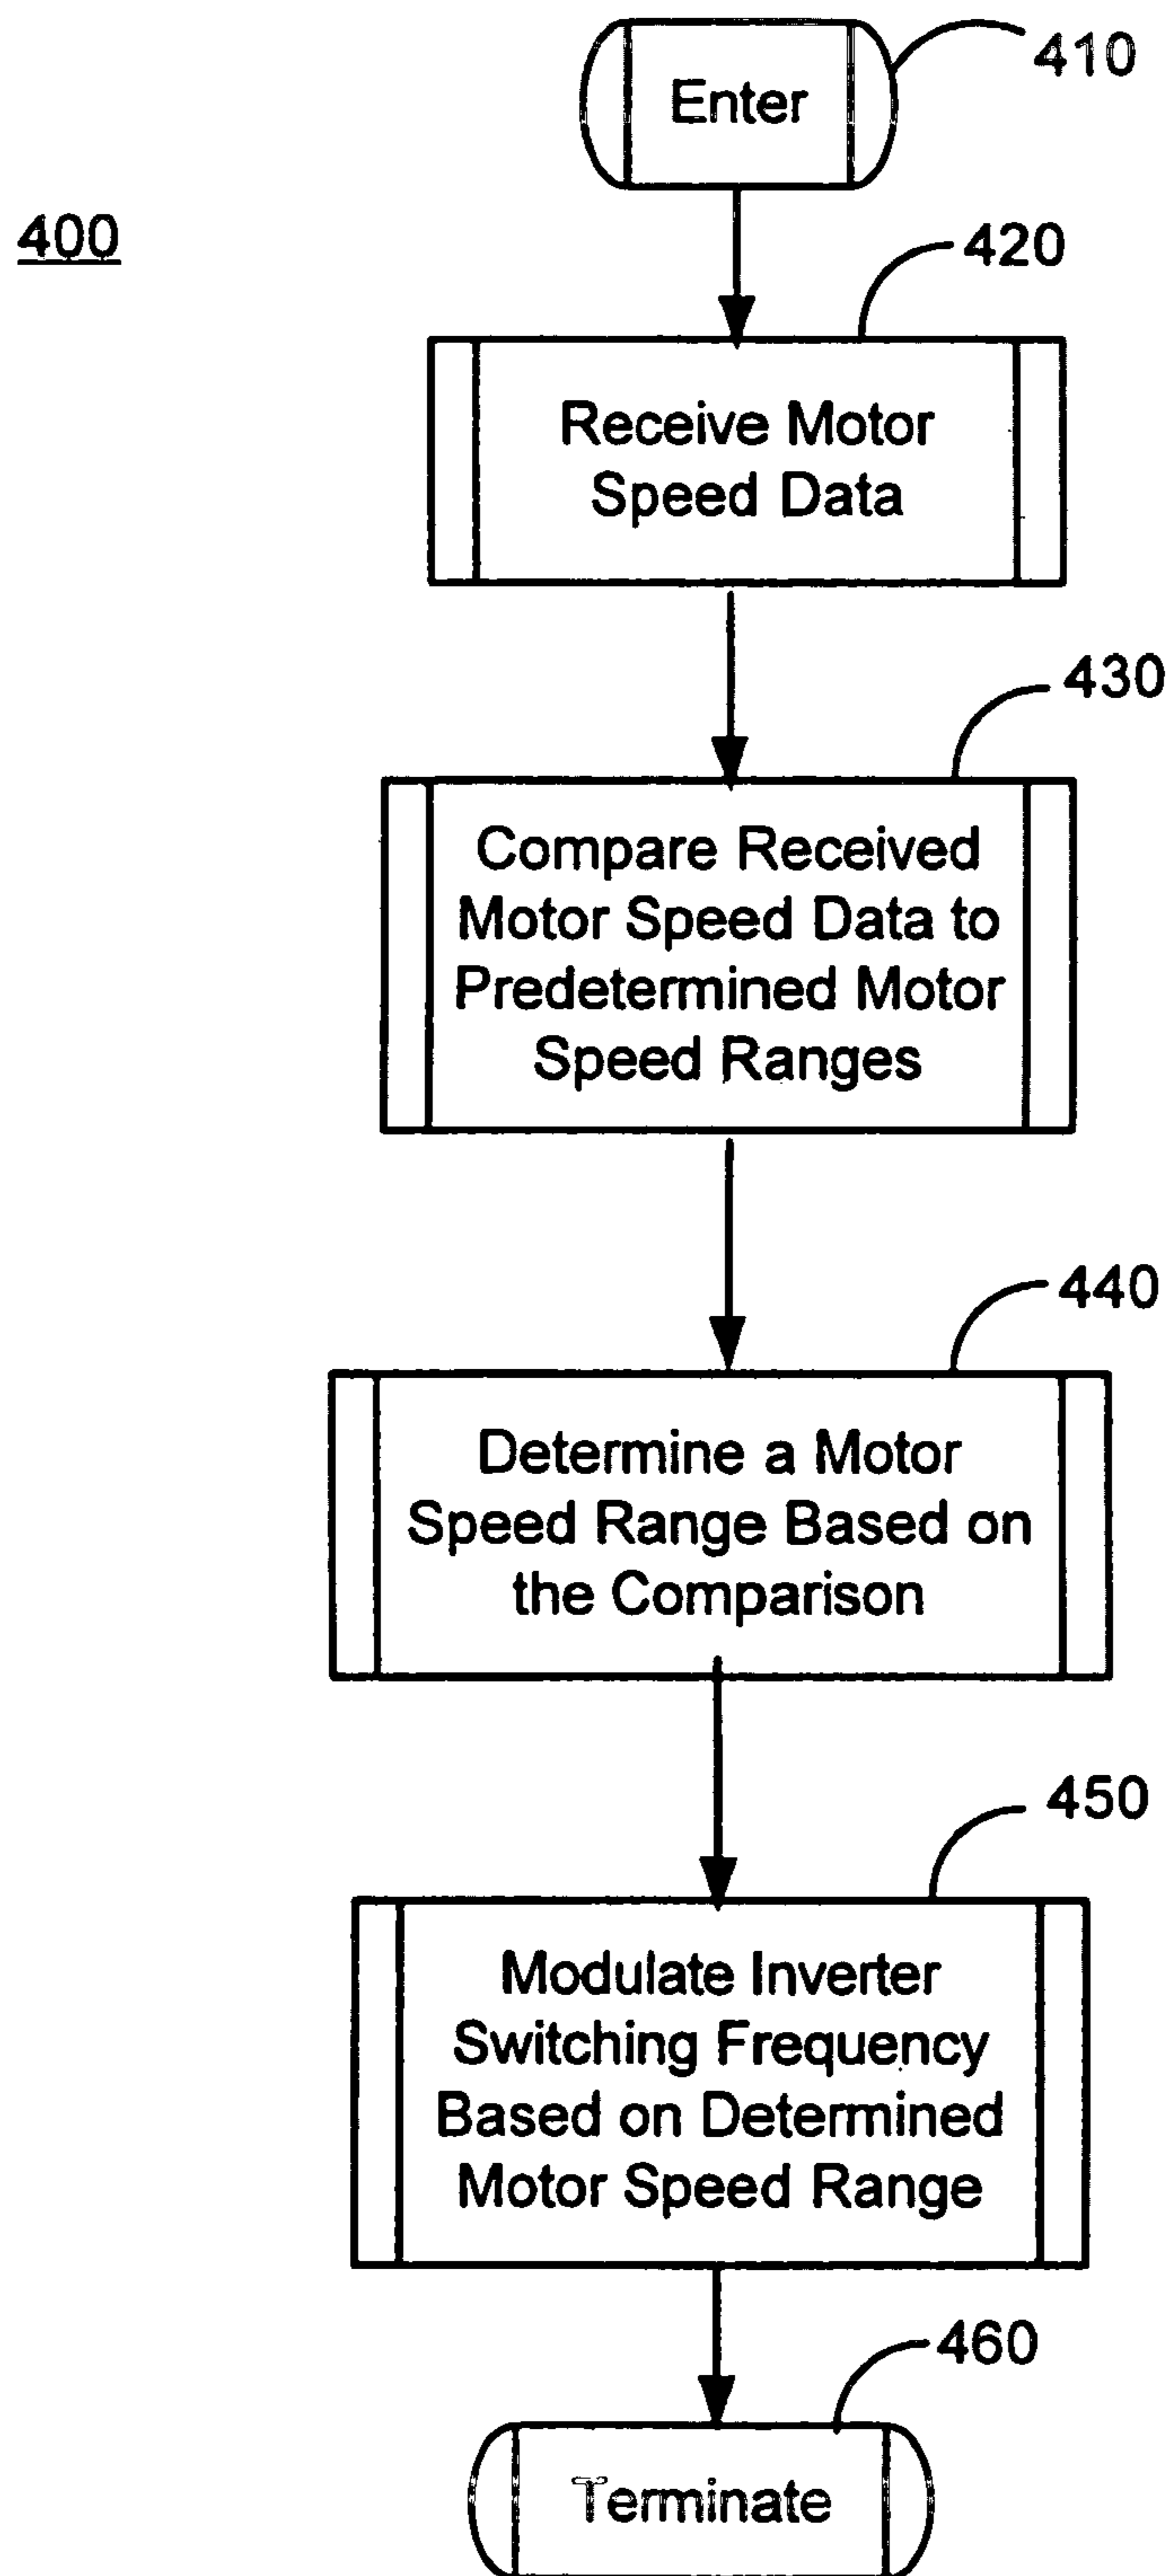 410
Enter
400
420
Receive Motor
Speed Data
430
Compare Received
Motor Speed Data to
Predetermined Motor
Speed Ranges
440
Determine a Motor
Speed Range Based on
the Comparison
450
Modulate Inverter
Switching Frequency
Based on Determined
Motor Speed Range
460
Terminate